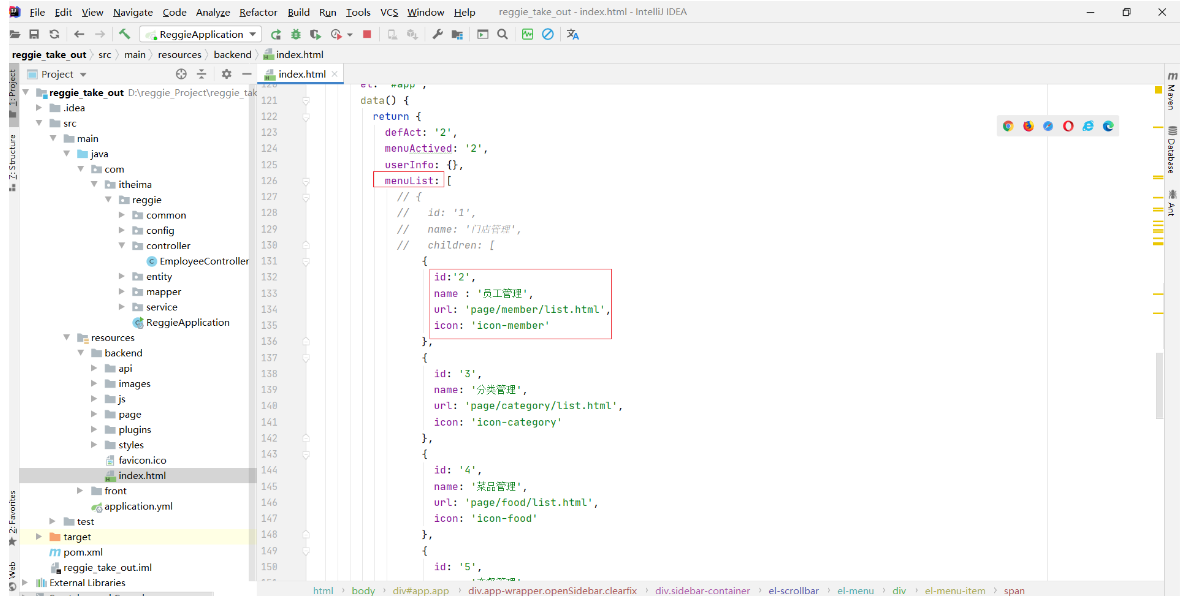 File Edit View Navigate Code Analyze Refactor Build Run Tools VCS Window Help reggie_take_out - index.html - IntelliJ IDEA
ReggieApplication
reggie_take_out › src › main › resources › backend › index.html
Project
index.html
reggie_take_out D:\reggie_Project\reggie_tak
.idea
src
main
java
com
itheima
reggie
common
config
controller
EmployeeController
entity
mapper
service
ReggieApplication
resources
backend
api
images
js
page
plugins
styles
favicon.ico
index.html
front
application.yml
test
target
pom.xml
reggie_take_out.iml
External Libraries
1: Project
7: Structure
2: Favorites
Web
120 el: '#app',
121 data() {
122 return {
123 defAct: '2',
124 menuActived: '2',
125 userInfo: {},
126 menuList: [
127 // {
128 // id: '1',
129 // name: '门店管理',
130 // children: [
131 {
132 id:'2',
133 name : '员工管理',
134 url: 'page/member/list.html',
135 icon: 'icon-member'
136 },
137 {
138 id: '3',
139 name: '分类管理',
140 url: 'page/category/list.html',
141 icon: 'icon-category'
142 },
143 {
144 id: '4',
145 name: '菜品管理',
146 url: 'page/food/list.html',
147 icon: 'icon-food'
148 },
149 {
150 id: '5',
html › body › div#app.app › div.app-wrapper.openSidebar.clearfix › div.sidebar-container › el-scrollbar › el-menu › div › el-menu-item › span
m Maven
Database
Ant